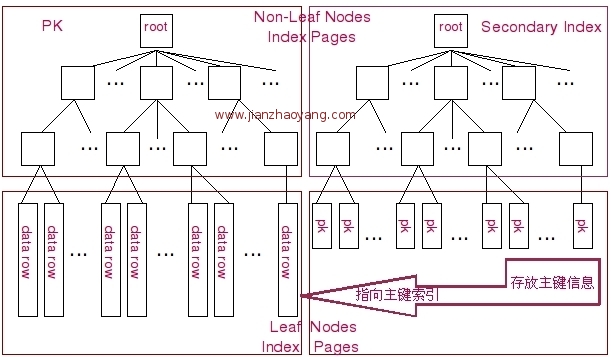 PK
root
Non-Leaf Nodes
Index Pages
root
Secondary Index
...
...
...
...
...
...
www.jianzhaoyang.com
...
...
...
...
...
...
data row
data row
...
data row
data row
...
data row
data row
...
data row
pk
pk
...
pk
pk
...
pk
pk
...
pk
指向主键索引
存放主键信息
Leaf Nodes
Index Pages